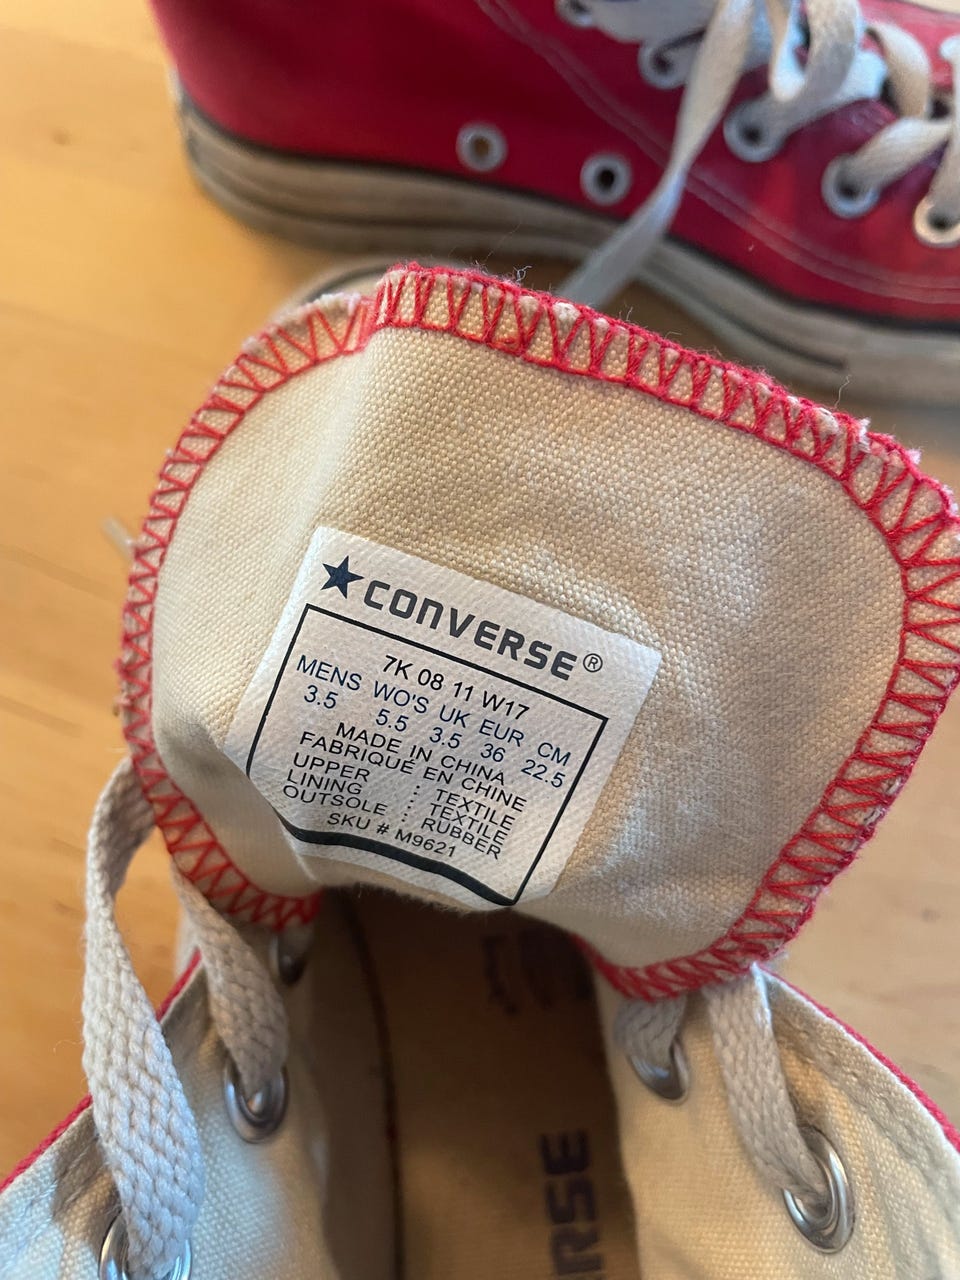 ★CONVERSE®
7K 08 11 W17
MENS WO'S UK EUR CM
3.5 5.5 3.5 36 22.5
MADE IN CHINA
FABRIQUÉ EN CHINE
UPPER : TEXTILE
LINING : TEXTILE
OUTSOLE : RUBBER
SKU # M9621
ERSE